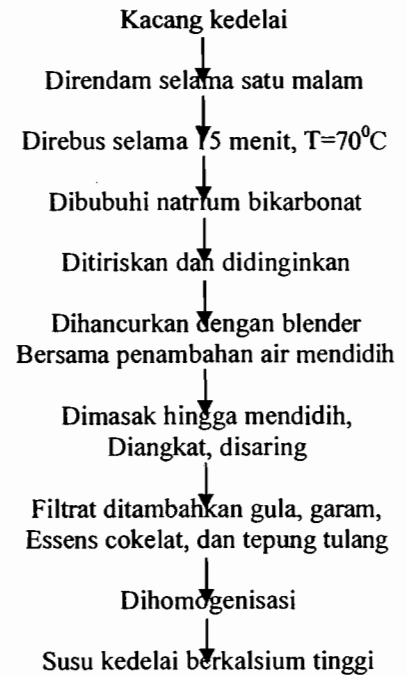 Kacang kedelai
Direndam selama satu malam
Direbus selama 15 menit, T=70⁰C
Dibubuhi natrium bikarbonat
Ditiriskan dan didinginkan
Dihancurkan dengan blender
Bersama penambahan air mendidih
Dimasak hingga mendidih,
Diangkat, disaring
Filtrat ditambahkan gula, garam,
Essens cokelat, dan tepung tulang
Dihomogenisasi
Susu kedelai berkalsium tinggi